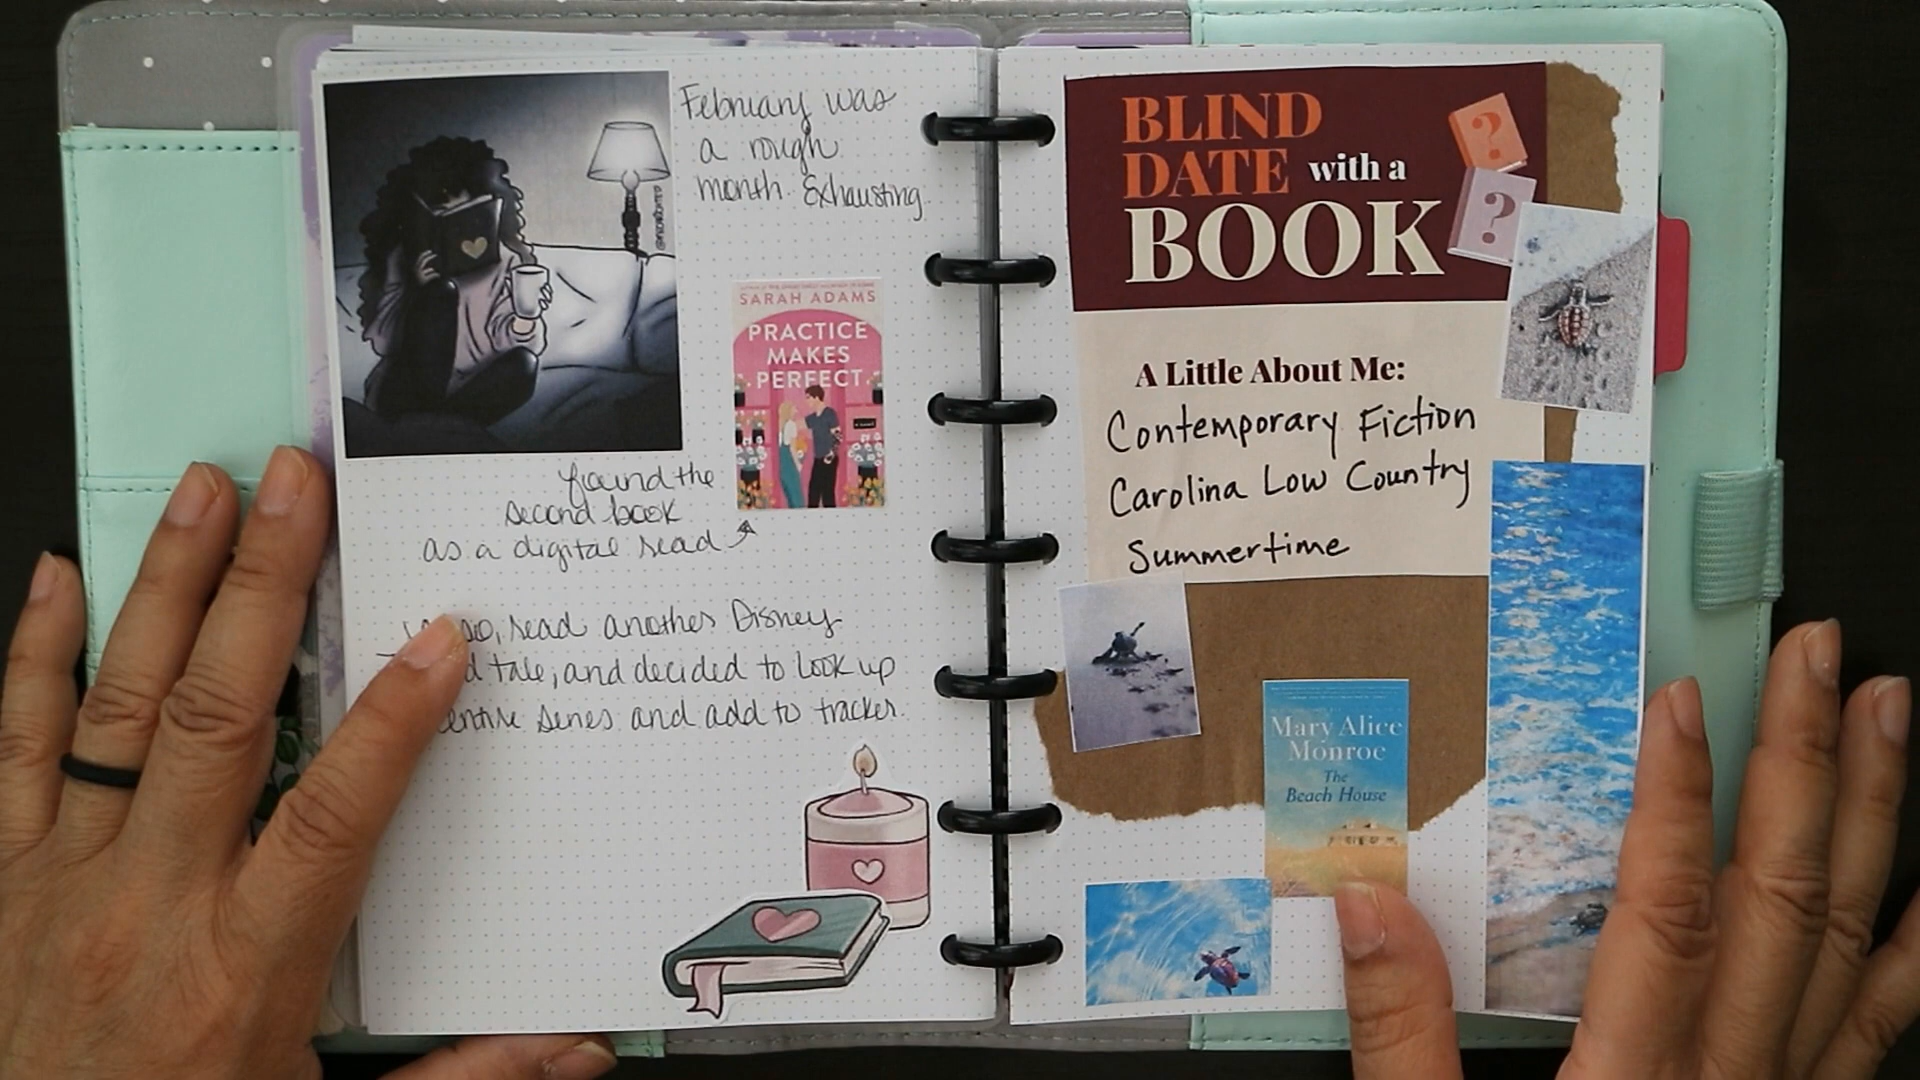 February was
a rough
month. Exhausting.
SARAH ADAMS
PRACTICE
MAKES
PERFECT
found the
second book
as a digital read
so, read another Disney
tale, and decided to look up
entire series and add to tracker.
BLIND
DATE with a
BOOK
?
?
A Little About Me:
Contemporary Fiction
Carolina Low Country
Summertime
Mary Alice
Monroe
The
Beach House